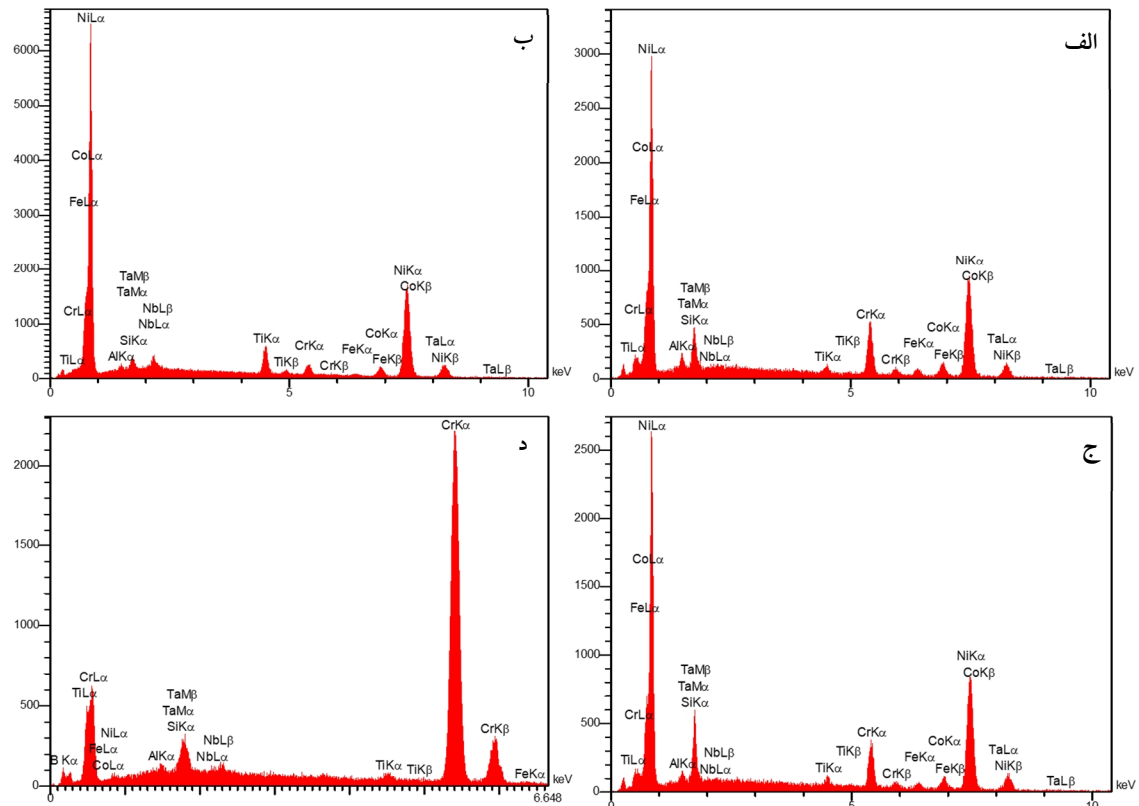 ب
NiLα
6000
5000
CoLα
4000
FeLα
3000
2000
TaMβ
TaMα
NiKα
CoKβ
CrLα
NbLβ
1000
NbLα
SiKα
TiKα
CoKα
TaLα
TiLα
AlKα
TiKβ
CrKα
CrKβ
FeKα
FeKβ
NiKβ
TaLβ
0
0
5
10
keV
الف
NiLα
3000
2500
CoLα
2000
FeLα
1500
1000
NiKα
CoKβ
TaMβ
CrLα
TaMα
CrKα
500
SiKα
NbLβ
TiKβ
CoKα
TaLα
TiLα
AlKα
NbLα
TiKα
CrKβ
FeKα
FeKβ
NiKβ
TaLβ
0
0
5
10
keV
د
CrKα
2000
1500
1000
CrLα
TiLα
TaMβ
500
TaMα
SiKα
NiLα
NbLβ
CrKβ
FeLα
B Kα
CoLα
AlKα
NbLα
TiKα
TiKβ
FeKα
0
0
6.648
keV
ج
NiLα
2500
2000
CoLα
1500
FeLα
1000
NiKα
CoKβ
TaMβ
TaMα
SiKα
CrLα
500
NbLβ
TiKβ
CrKα
CoKα
TaLα
TiLα
AlKα
NbLα
TiKα
CrKβ
FeKα
FeKβ
NiKβ
TaLβ
0
0
5
10
keV